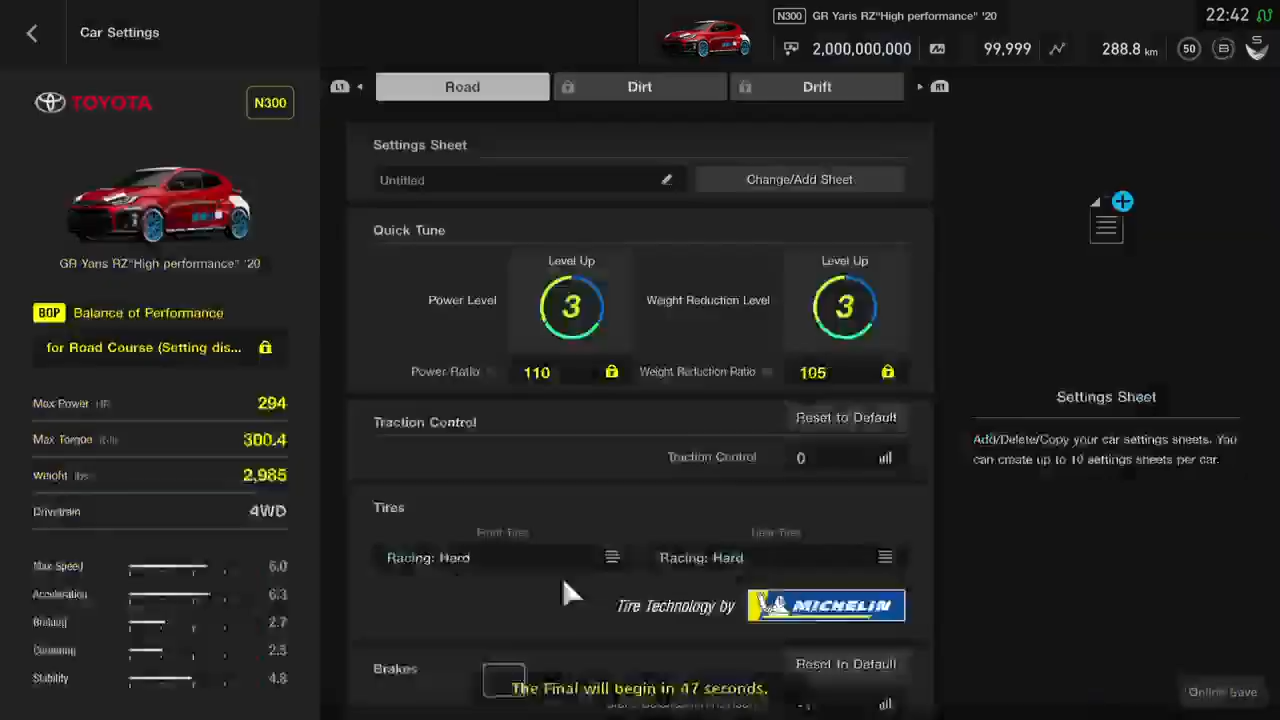 Car Settings
N300 GR Yaris RZ"High performance" '20
22:42
2,000,000,000 99,999 288.8 km 50 B S
L1 Road Dirt Drift R1
TOYOTA N300
Settings Sheet
Untitled Change/Add Sheet
Quick Tune
Level Up Level Up
Power Level 3 Weight Reduction Level 3
Power Ratio 110 Weight Reduction Ratio 105
GR Yaris RZ"High performance" '20
BOP Balance of Performance
for Road Course (Setting dis...
Max Power HP 294
Max Torque 300.4
Weight lbs 2,985
Drivetrain 4WD
Max Speed 6.0
Acceleration 6.3
Braking 2.7
Cornering 2.3
Stability 4.8
Traction Control Reset to Default
Traction Control 0
Tires
Front Tires Rear Tires
Racing: Hard Racing: Hard
Tire Technology by MICHELIN
Brakes Reset to Default
The Final will begin in 47 seconds.
Settings Sheet
Add/Delete/Copy your car settings sheets. You
can create up to 10 settings sheets per car.
Online Save